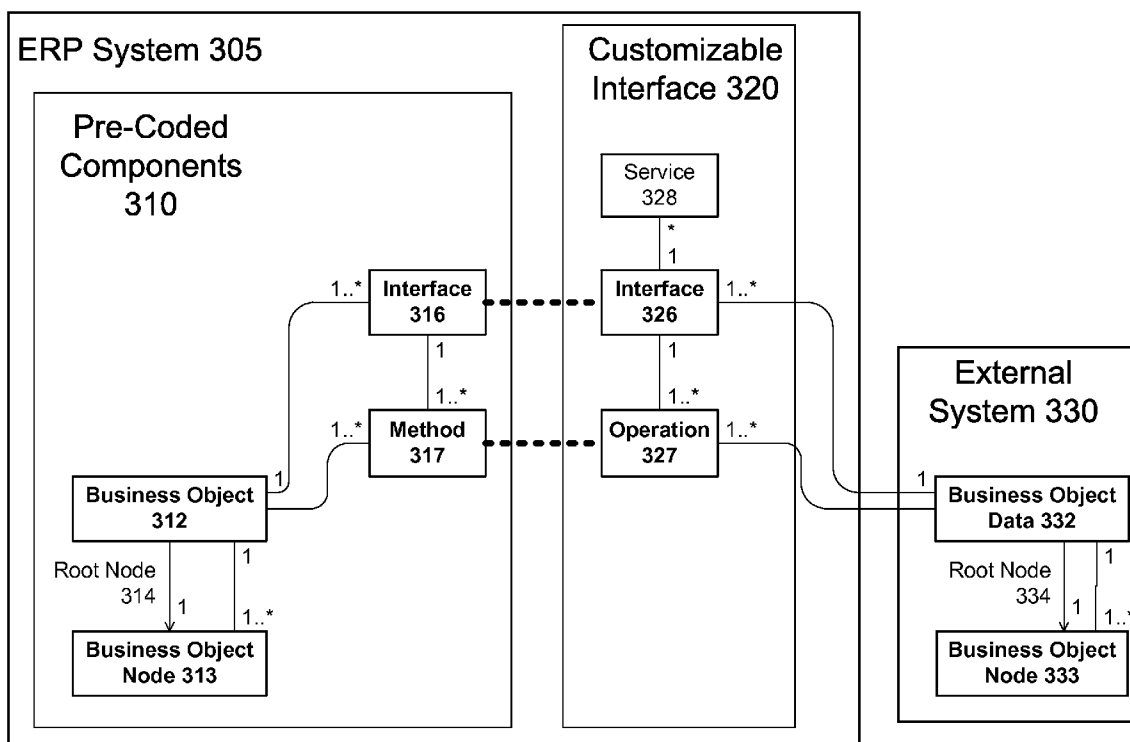 ERP System 305
Customizable
Interface 320
Pre-Coded
Components
310
Service
328
*
1
1..*
Interface
316
Interface
326
1..*
1
1
External
System 330
1..*
1..*
1..*
Method
317
Operation
327
1..*
1
Business Object
312
1
Business Object
Data 332
Root Node
314
1
1
1..*
Root Node
334
1
1
1..*
Business Object
Node 313
Business Object
Node 333